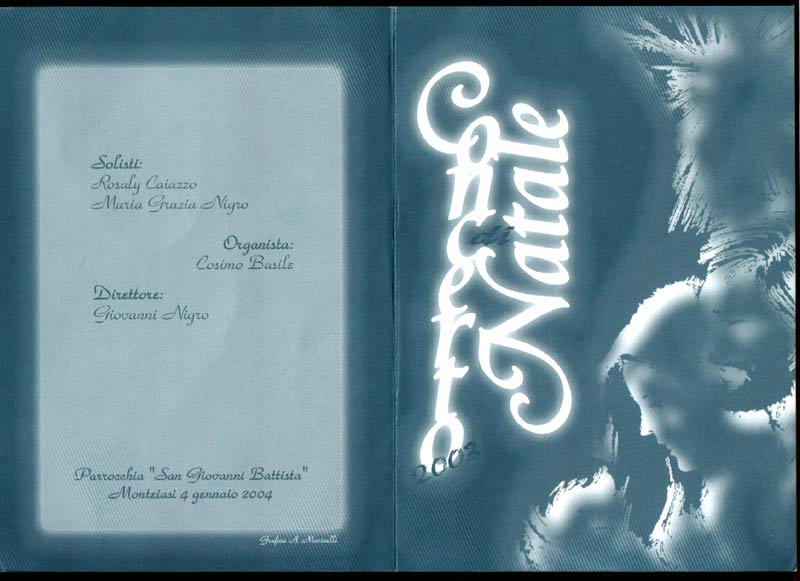 Solisti:
Rosaly Caiazzo
Maria Grazia Nigro
Organista:
Cosimo Basile
Direttore:
Giovanni Nigro
Parrocchia "San Giovanni Battista"
Monteiasi 4 gennaio 2004
Grafica A.
Concerto
di
Natale
2003